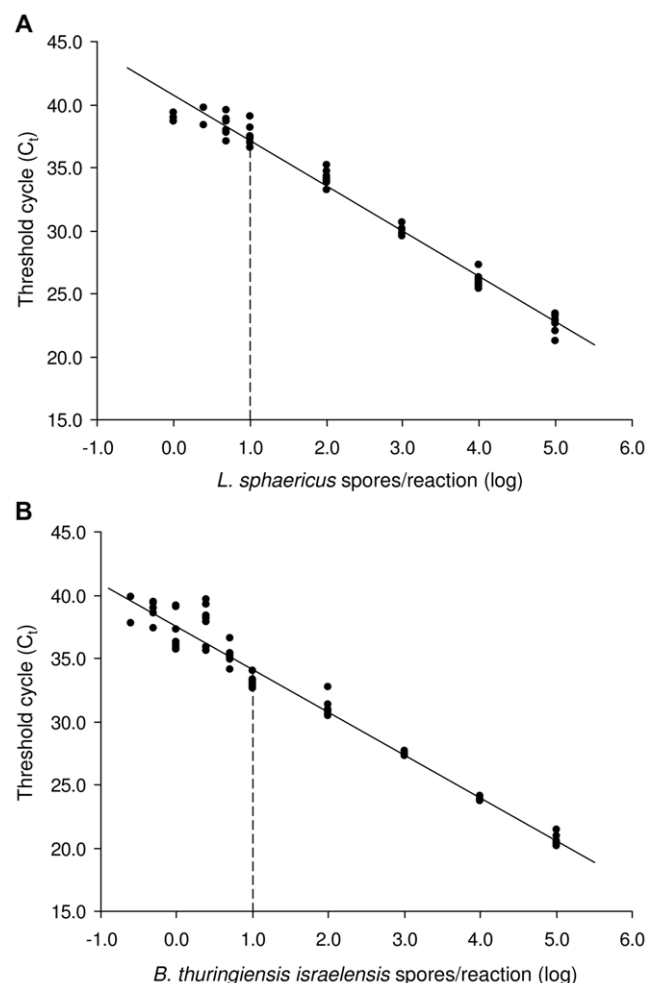 A
45.0
40.0
35.0
30.0
25.0
20.0
15.0
Threshold cycle (Ct)
-1.0 0.0 1.0 2.0 3.0 4.0 5.0 6.0
L. sphaericus spores/reaction (log)
B
45.0
40.0
35.0
30.0
25.0
20.0
15.0
Threshold cycle (Ct)
-1.0 0.0 1.0 2.0 3.0 4.0 5.0 6.0
B. thuringiensis israelensis spores/reaction (log)